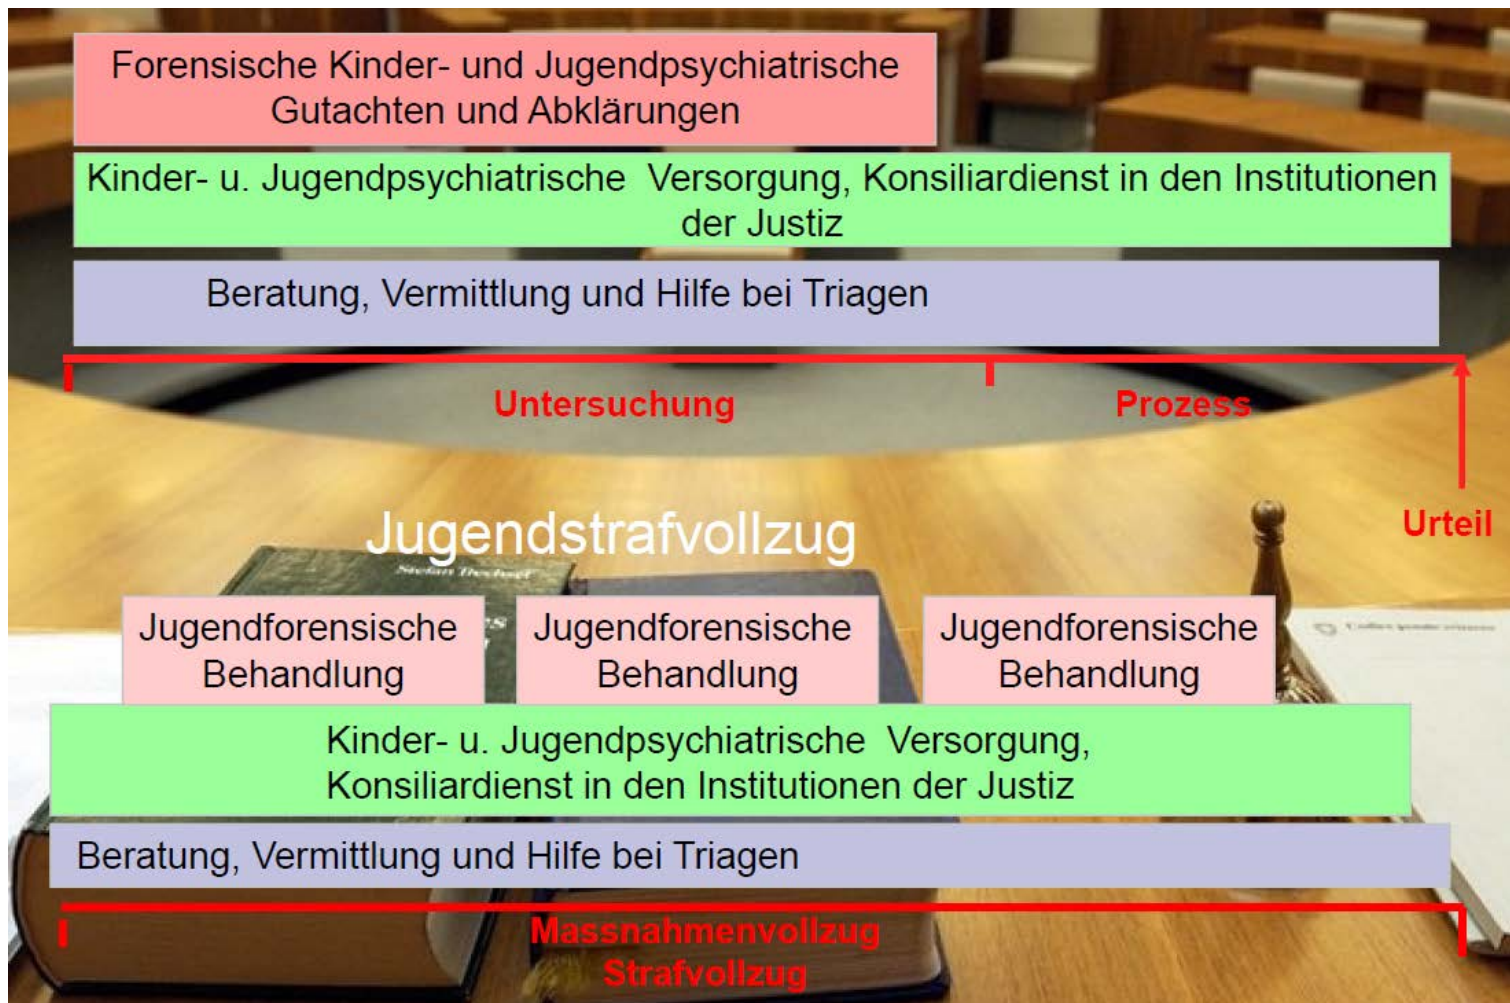 Forensische Kinder- und Jugendpsychiatrische
Gutachten und Abklärungen
Kinder- u. Jugendpsychiatrische Versorgung, Konsiliardienst in den Institutionen
der Justiz
Beratung, Vermittlung und Hilfe bei Triagen
Untersuchung
Prozess
Urteil
Jugendstrafvollzug
Jugendforensische
Behandlung
Jugendforensische
Behandlung
Jugendforensische
Behandlung
Kinder- u. Jugendpsychiatrische Versorgung,
Konsiliardienst in den Institutionen der Justiz
Beratung, Vermittlung und Hilfe bei Triagen
Massnahmenvollzug
Strafvollzug